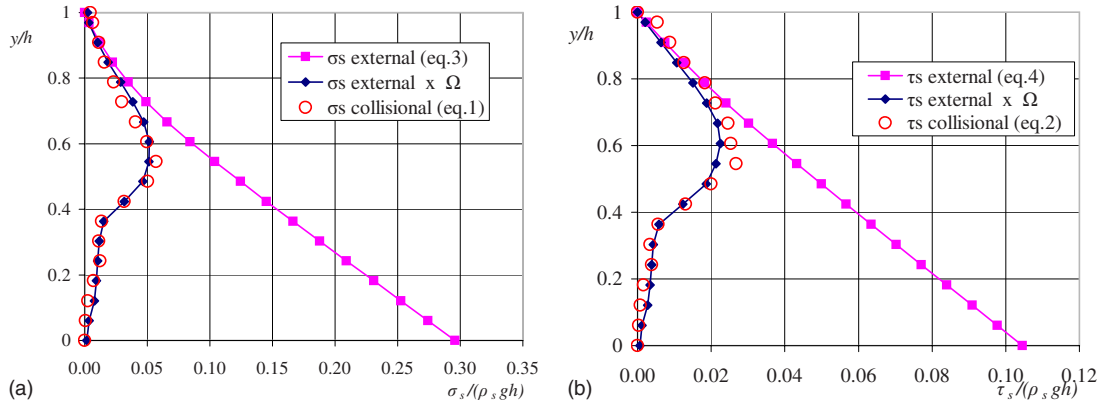 y/h
1
0.8
0.6
0.4
0.2
0
σs external (eq.3)
σs external x Ω
σs collisional (eq.1)
0.00 0.05 0.10 0.15 0.20 0.25 0.30 0.35
(a)
σs/(ρs gh)
y/h
1
0.8
0.6
0.4
0.2
0
τs external (eq.4)
τs external x Ω
τs collisional (eq.2)
0.00 0.02 0.04 0.06 0.08 0.10 0.12
(b)
τs/(ρs gh)